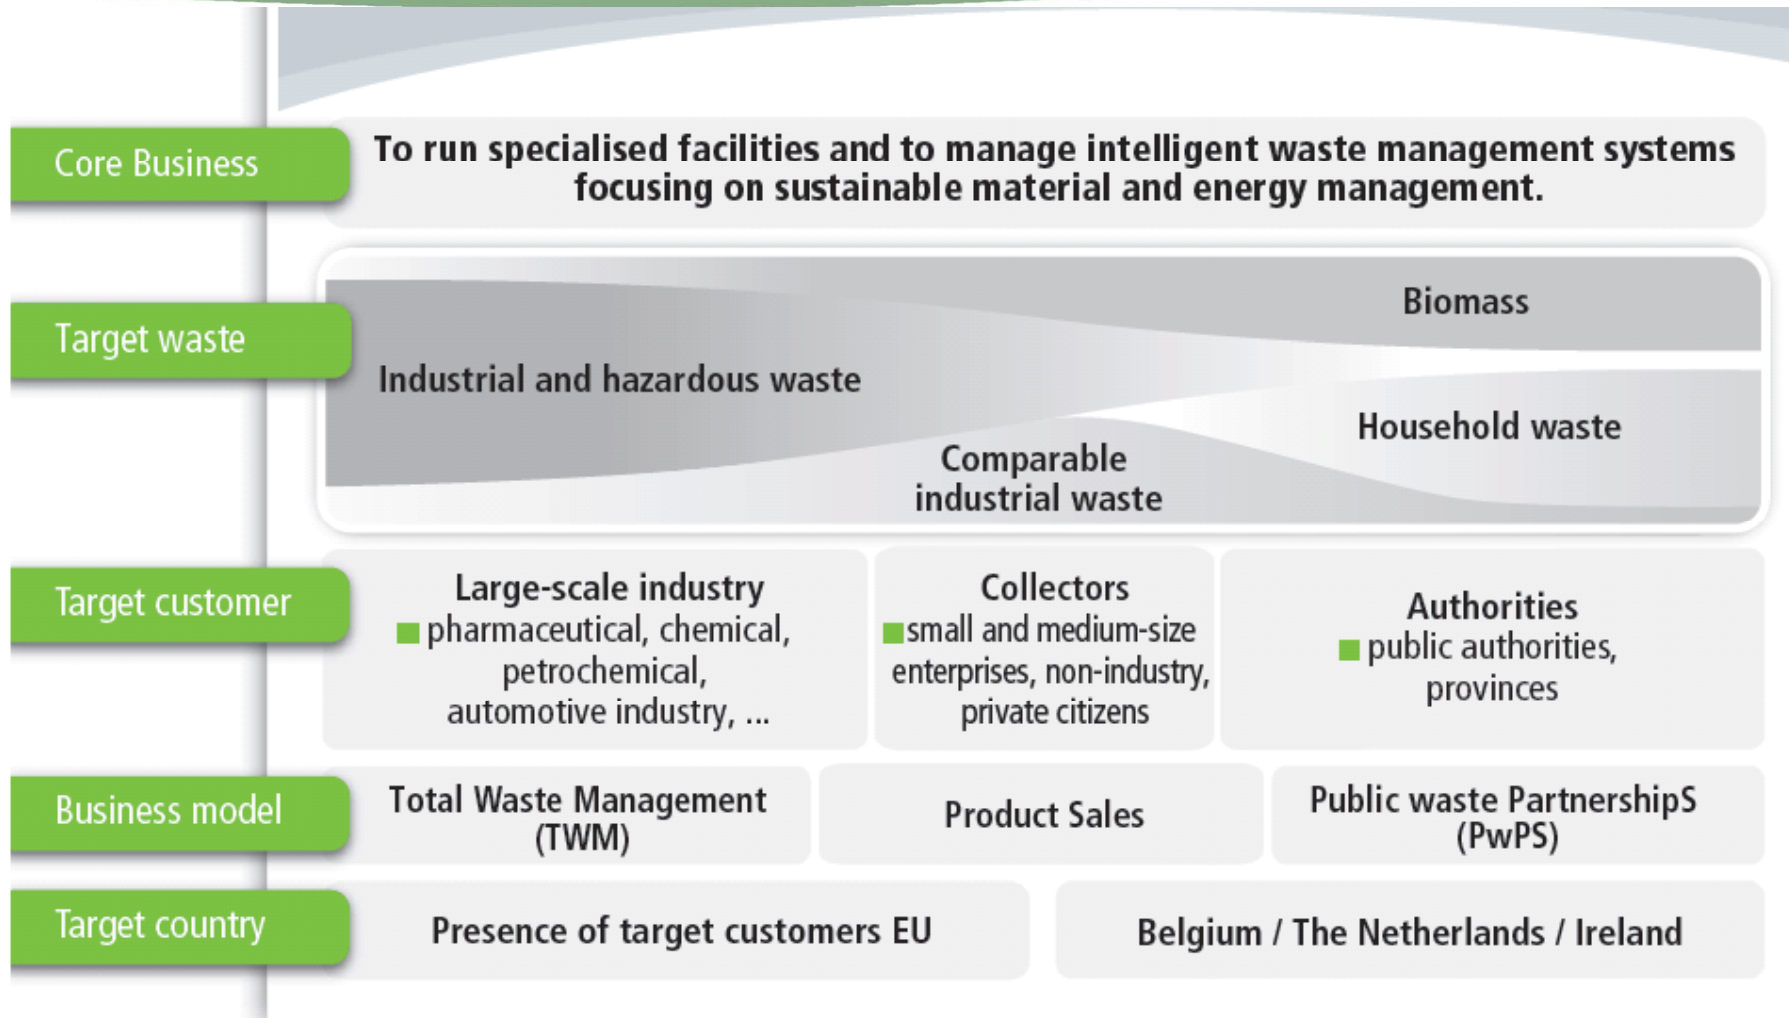 Core Business
To run specialised facilities and to manage intelligent waste management systems
focusing on sustainable material and energy management.
Target waste
Biomass
Industrial and hazardous waste
Household waste
Comparable
industrial waste
Target customer
Large-scale industry
pharmaceutical, chemical,
petrochemical,
automotive industry, ...
Collectors
small and medium-size
enterprises, non-industry,
private citizens
Authorities
public authorities,
provinces
Business model
Total Waste Management
(TWM)
Product Sales
Public waste PartnershipS
(PwPS)
Target country
Presence of target customers EU
Belgium / The Netherlands / Ireland